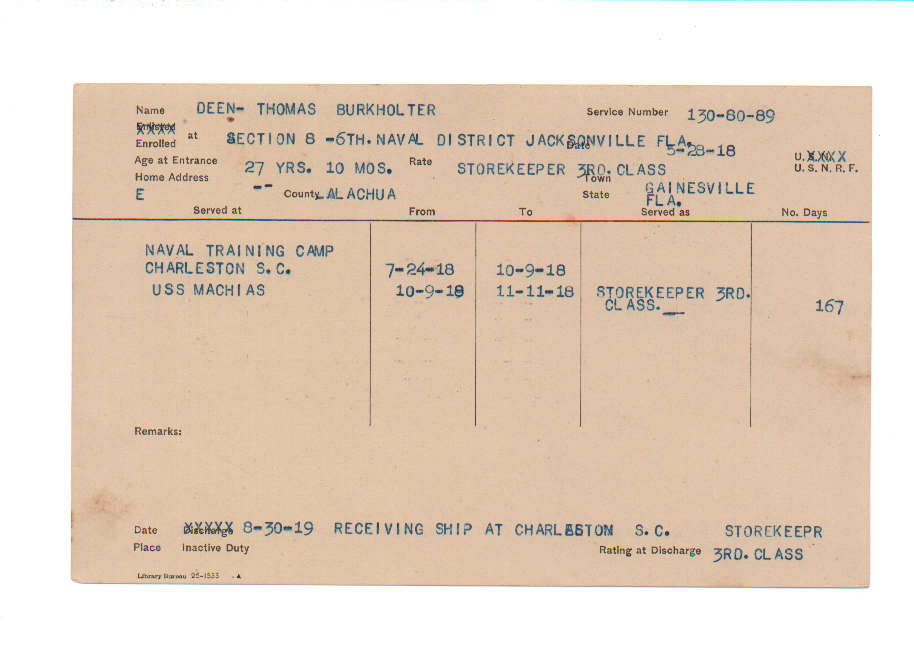 Name DEEN- THOMAS BURKHOLTER Service Number 130-80-89
Enlisted XXXX
Enrolled at SECTION 8 -6TH. NAVAL DISTRICT JACKSONVILLE FLA. Date 5-28-18
Age at Entrance 27 YRS. 10 MOS. Rate STOREKEEPER 3RD. CLASS U.S.N. XXXX
U. S. N. R. F.
Home Address Town GAINESVILLE
E -- County ALACHUA State FLA.
Served at From To Served as No. Days
NAVAL TRAINING CAMP
CHARLESTON S.C. 7-24-18 10-9-18
USS MACHIAS 10-9-18 11-11-18 STOREKEEPER 3RD.
CLASS.__ 167
Remarks:
Date Discharge XXXXX 8-30-19 RECEIVING SHIP AT CHARLESTON S.C. STOREKEEPR
Place Inactive Duty Rating at Discharge 3RD. CLASS
Library Bureau 25-1533 ▲